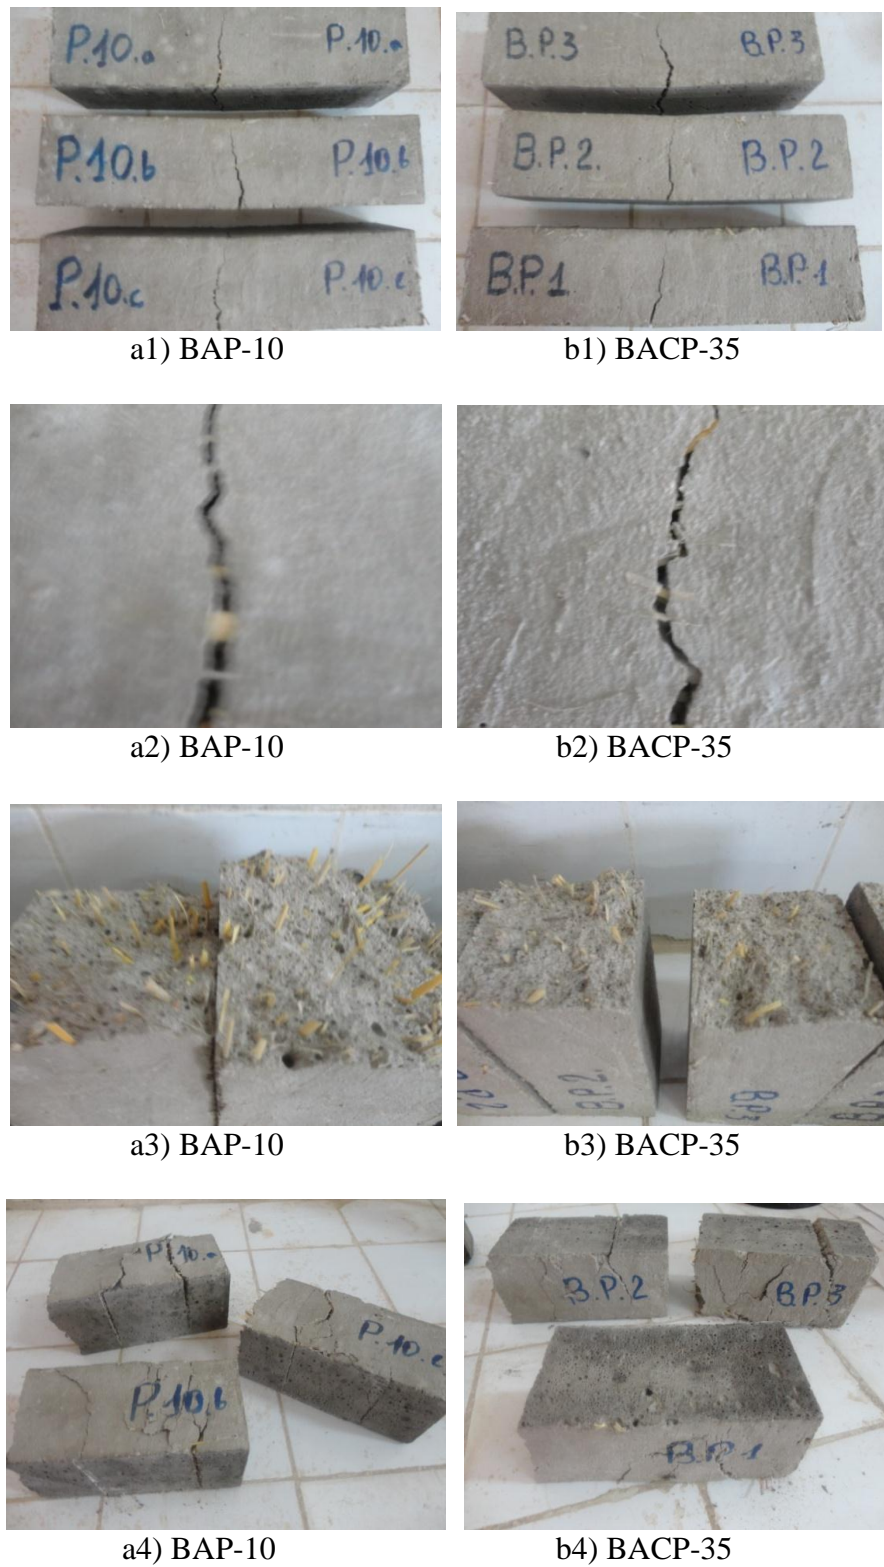 P.10.a P.10.a
P.10.b P.10.b
P.10.c P.10.c
B.P.3 B.P.3
B.P.2. B.P.2
B.P.1 B.P.1
a1) BAP-10
b1) BACP-35
a2) BAP-10
b2) BACP-35
B.P.2
B.P.3
a3) BAP-10
b3) BACP-35
P.10.a
P.10.c
P.10.b
B.P.2
B.P.3
B.P.1
a4) BAP-10
b4) BACP-35